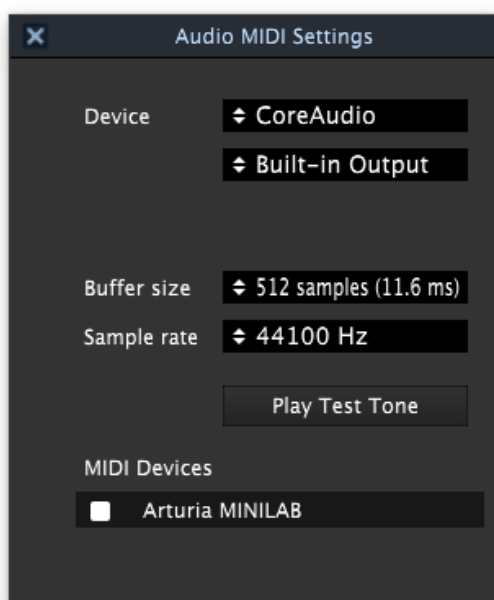 Audio MIDI Settings
Device
CoreAudio
Built-in Output
Buffer size
512 samples (11.6 ms)
Sample rate
44100 Hz
Play Test Tone
MIDI Devices
Arturia MINILAB